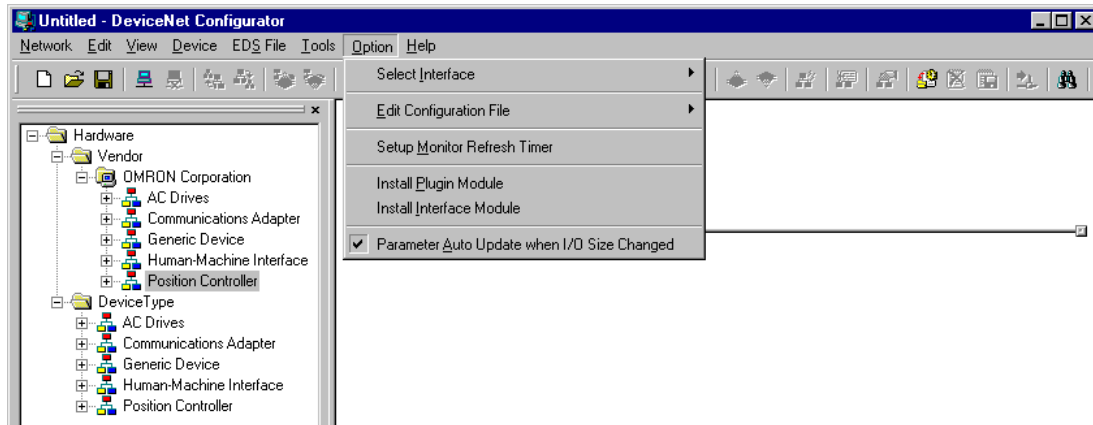 Untitled - DeviceNet Configurator
Network Edit View Device EDS File Tools Option Help
Select Interface
Edit Configuration File
Setup Monitor Refresh Timer
Install Plugin Module
Install Interface Module
Parameter Auto Update when I/O Size Changed
Hardware
Vendor
OMRON Corporation
AC Drives
Communications Adapter
Generic Device
Human-Machine Interface
Position Controller
DeviceType
AC Drives
Communications Adapter
Generic Device
Human-Machine Interface
Position Controller